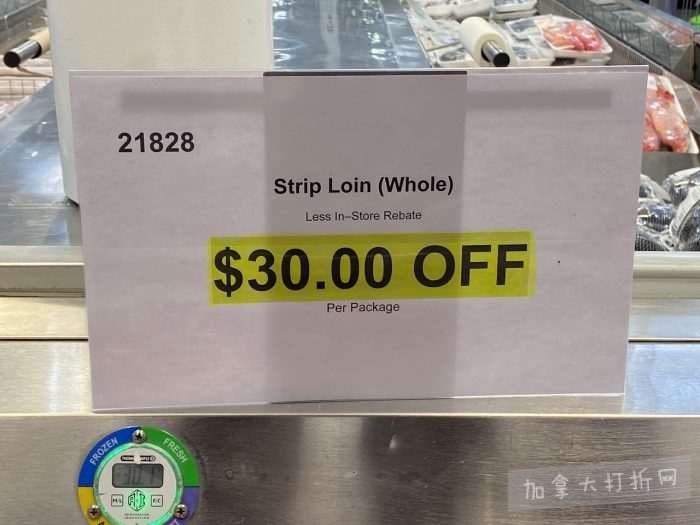 21828
Strip Loin (Whole)
Less In–Store Rebate
$30.00 OFF
Per Package
FROZEN
FRESH
M/L
F/C
加拿大打折网